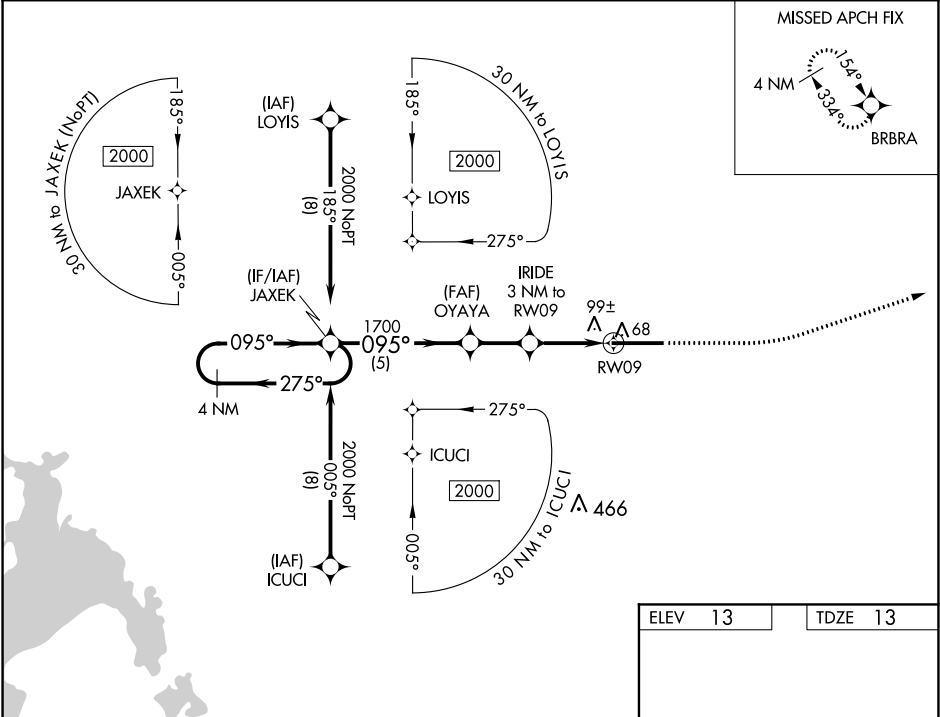 MISSED APCH FIX
4 NM
154°
334°
BRBRA
30 NM to JAXEK (NoPT)
185°
2000
JAXEK
005°
(IAF)
LOYIS
2000 NoPT
185°
(8)
30 NM to LOYIS
185°
2000
LOYIS
275°
(IF/IAF)
JAXEK
(FAF)
OYAYA
IRIDE
3 NM to
RW09
99±
68
RW09
095°
1700
095°
(5)
275°
4 NM
2000 NoPT
005°
(8)
(IAF)
ICUCI
275°
ICUCI
2000
005°
30 NM to ICUCI
466
ELEV 13
TDZE 13